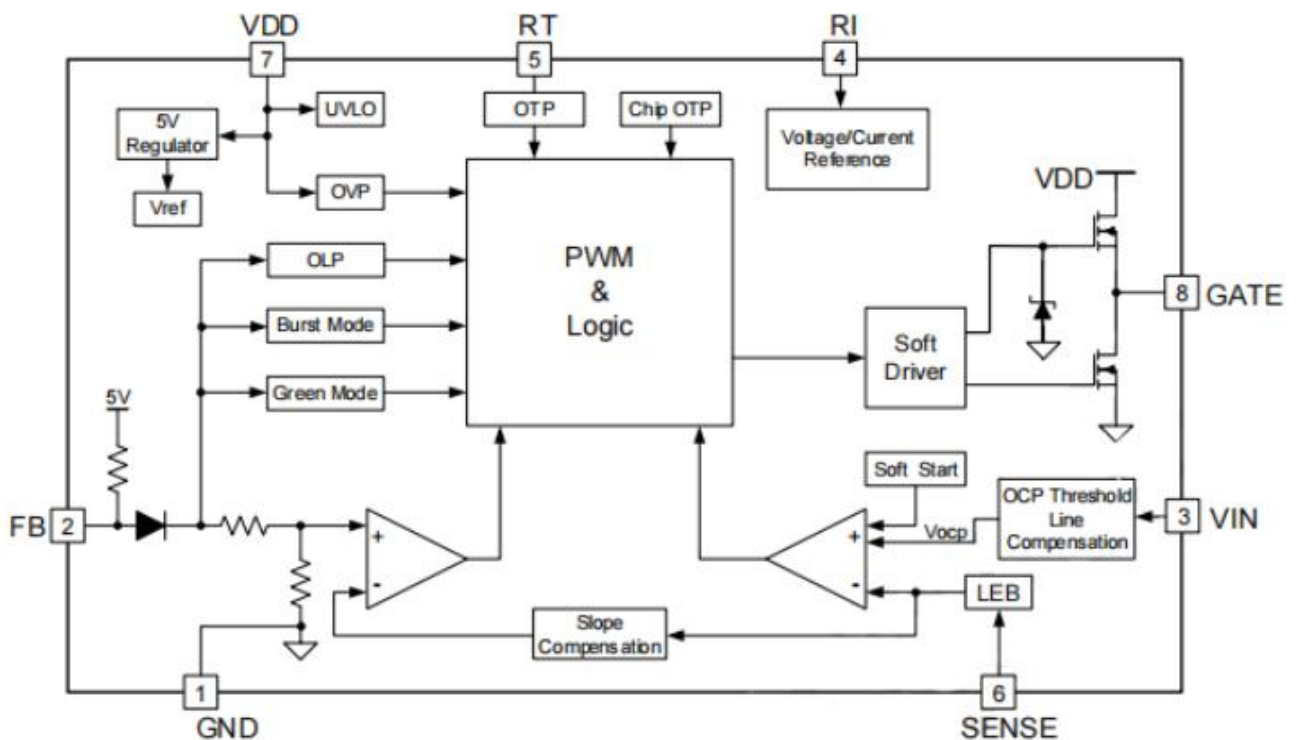 VDD
RT
RI
7
5
4
5V
Regulator
UVLO
OTP
Chip OTP
Voltage/Current
Reference
Vref
OVP
VDD
OLP
PWM
&
Logic
Burst Mode
Soft
Driver
8
GATE
Green Mode
5V
Soft Start
OCP Threshold
Line
Compensation
FB
2
3
VIN
+
-
+
-
Vocp
LEB
Slope
Compensation
1
6
GND
SENSE